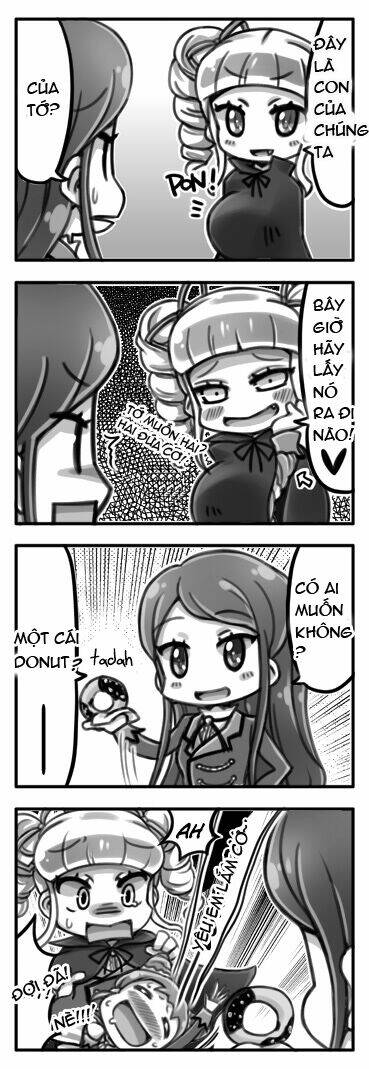 ĐÂY
LÀ
CON
CỦA
CHÚNG
TA
CỦA
TỚ?
PON!
BÂY
GIỜ
HÃY
LẤY
NÓ
RA ĐI
NÀO!
TỚ MUỐN HAI?
HAI ĐỨA CƠ!
CÓ AI
MUỐN
KHÔNG
?
MỘT CÁI
DONUT?
tadah
AH
YÊU EM LẮM CƠ...
ĐỢI ĐÃ!
NÈ!!!